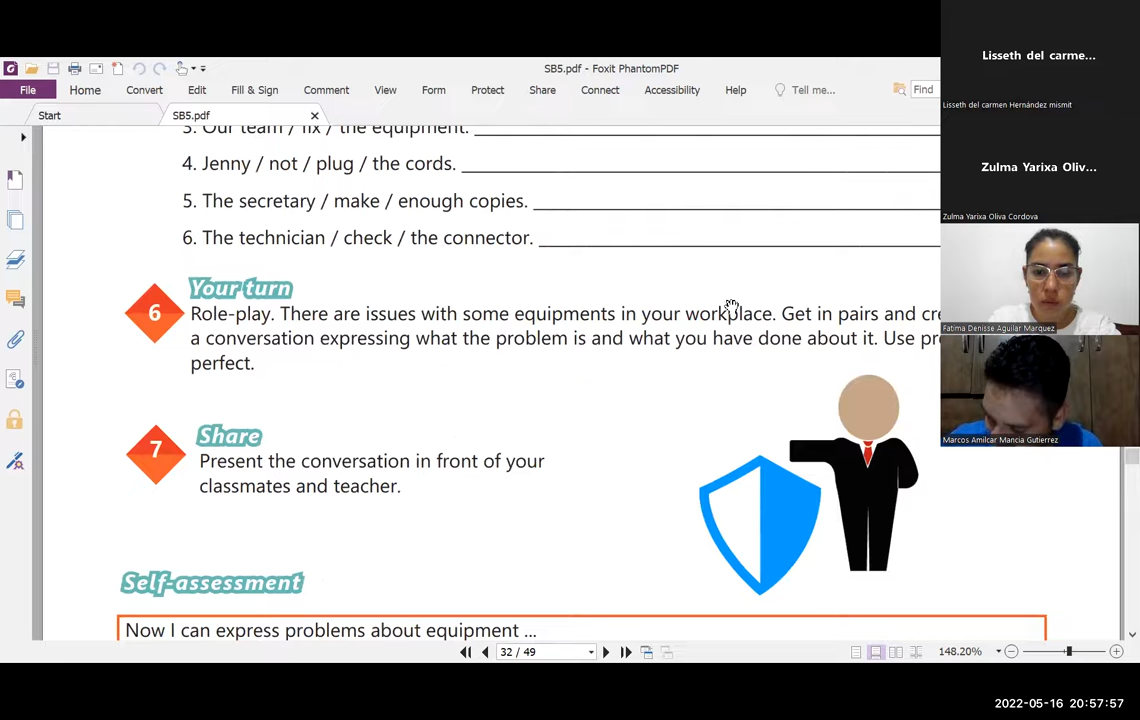 SB5.pdf - Foxit PhantomPDF
File Home Convert Edit Fill & Sign Comment View Form Protect Share Connect Accessibility Help Tell me... Find
Start SB5.pdf
3. Our team / fix / the equipment.
4. Jenny / not / plug / the cords.
5. The secretary / make / enough copies.
6. The technician / check / the connector.
Your turn
6
Role-play. There are issues with some equipments in your workplace. Get in pairs and cre
a conversation expressing what the problem is and what you have done about it. Use pre
perfect.
Share
7
Present the conversation in front of your
classmates and teacher.
Self-assessment
Now I can express problems about equipment ...
32 / 49
148.20%
Lisseth del carme...
Lisseth del carmen Hernández mismit
Zulma Yarixa Oliv...
Zulma Yarixa Oliva Cordova
Fatima Denisse Aguilar Marquez
Marcos Amilcar Mancia Gutierrez
2022-05-16 20:57:57